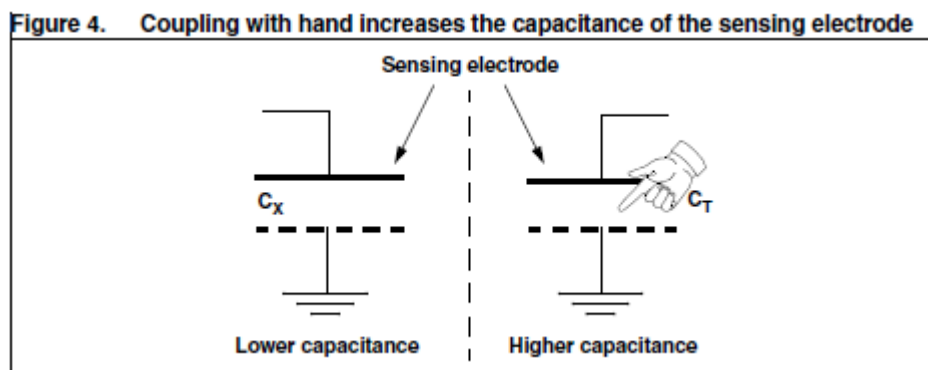 Figure 4. Coupling with hand increases the capacitance of the sensing electrode
Sensing electrode
CX
CT
Lower capacitance
Higher capacitance